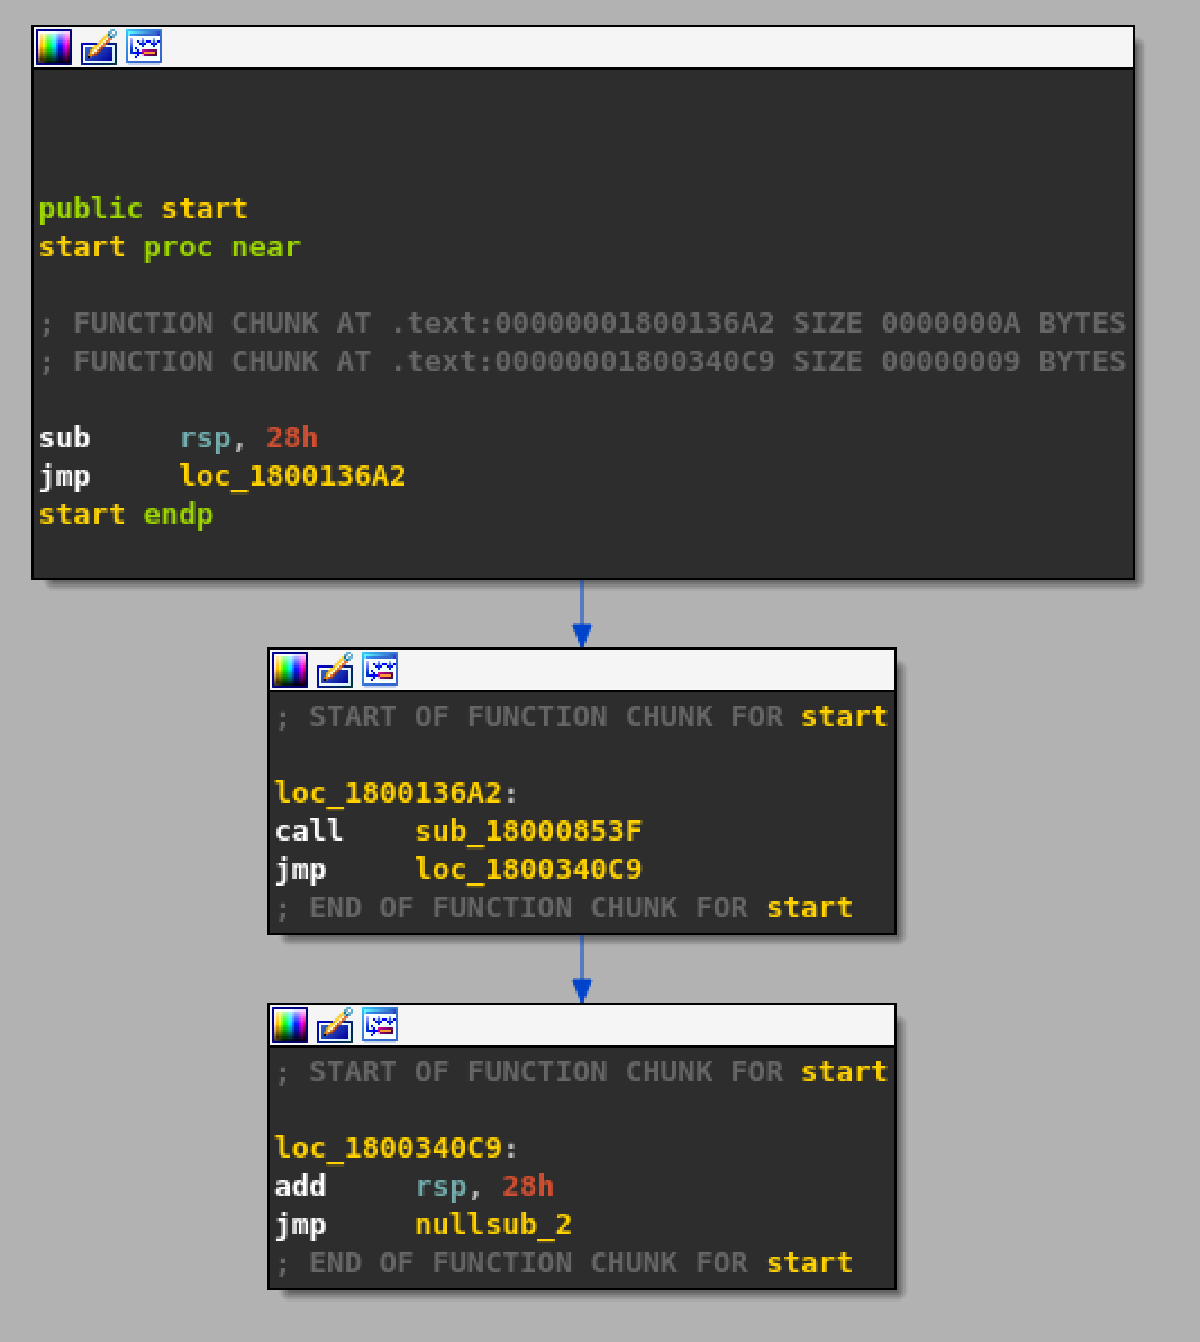 public start
start proc near
; FUNCTION CHUNK AT .text:00000001800136A2 SIZE 0000000A BYTES
; FUNCTION CHUNK AT .text:00000001800340C9 SIZE 00000009 BYTES
sub     rsp, 28h
jmp     loc_1800136A2
start endp
; START OF FUNCTION CHUNK FOR start
loc_1800136A2:
call    sub_18000853F
jmp     loc_1800340C9
; END OF FUNCTION CHUNK FOR start
; START OF FUNCTION CHUNK FOR start
loc_1800340C9:
add     rsp, 28h
jmp     nullsub_2
; END OF FUNCTION CHUNK FOR start